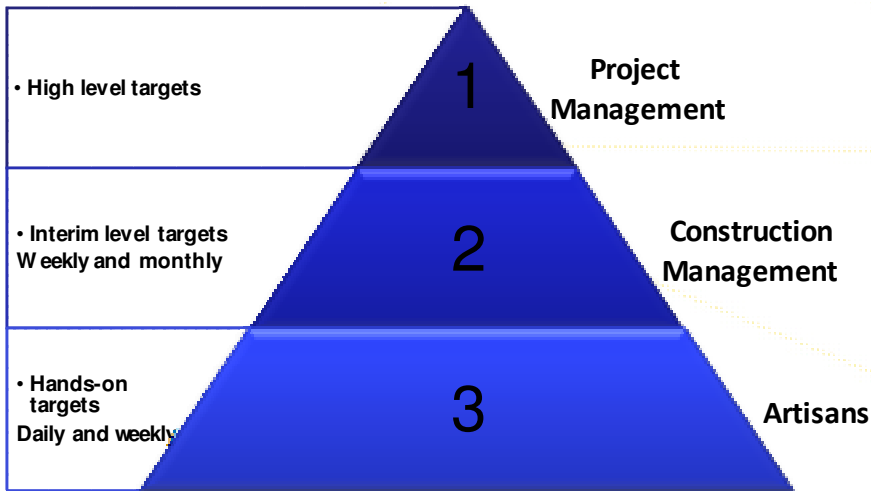 • High level targets
1
Project
Management
• Interim level targets
Weekly and monthly
2
Construction
Management
• Hands-on
targets
Daily and weekly
3
Artisans